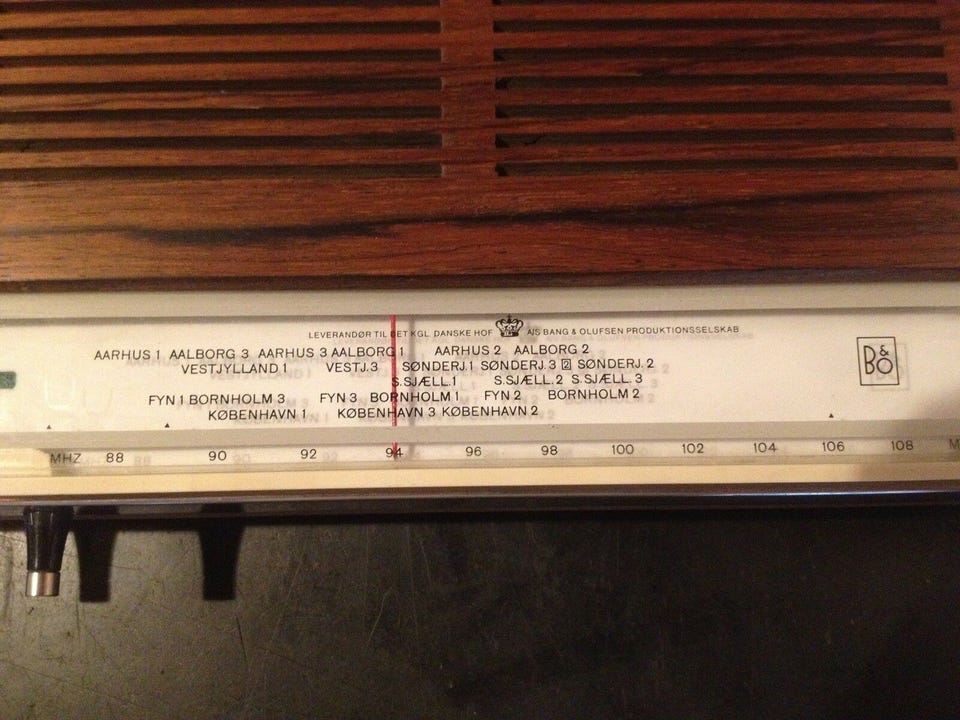 LEVERANDØR TIL DET KGL. DANSKE HOF A/S BANG & OLUFSEN PRODUKTIONSSELSKAB
AARHUS 1 AALBORG 3 AARHUS 3 AALBORG 1 AARHUS 2 AALBORG 2
VESTJYLLAND 1 VESTJ.3 SØNDERJ.1 SØNDERJ.3 2 SØNDERJ.2
S.SJÆLL.1 S.SJÆLL.2 S.SJÆLL.3
FYN 1 BORNHOLM 3 FYN 3 BORNHOLM 1 FYN 2 BORNHOLM 2
KØBENHAVN 1 KØBENHAVN 3 KØBENHAVN 2
B&O
MHZ 88 90 92 94 96 98 100 102 104 106 108 M